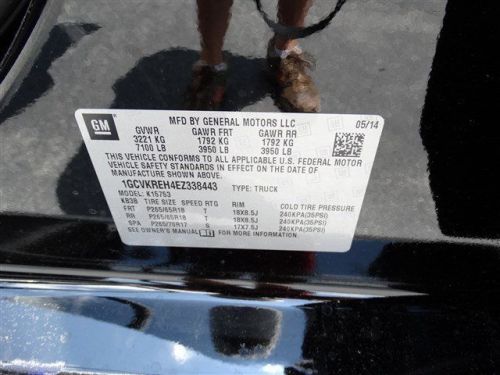 GM
MFD BY GENERAL MOTORS LLC 05/14
GVWR GAWR FRT GAWR RR
3221 KG 1792 KG 1792 KG
7100 LB 3950 LB 3950 LB
THIS VEHICLE CONFORMS TO ALL APPLICABLE U.S. FEDERAL MOTOR
VEHICLE SAFETY STANDARDS IN EFFECT ON THE DATE OF
MANUFACTURE SHOWN ABOVE.
1GCVKREH4EZ338443 TYPE: TRUCK
MODEL: K15753
KB3B TIRE SIZE SPEED RTG RIM COLD TIRE PRESSURE
FRT P265/65R18 T 18X8.5J 240KPA(35PSI)
RR P265/65R18 T 18X8.5J 240KPA(35PSI)
SPA P265/70R17 S 17X7.5J 240KPA(35PSI)
SEE OWNER'S MANUAL FOR MORE INFORMATION.